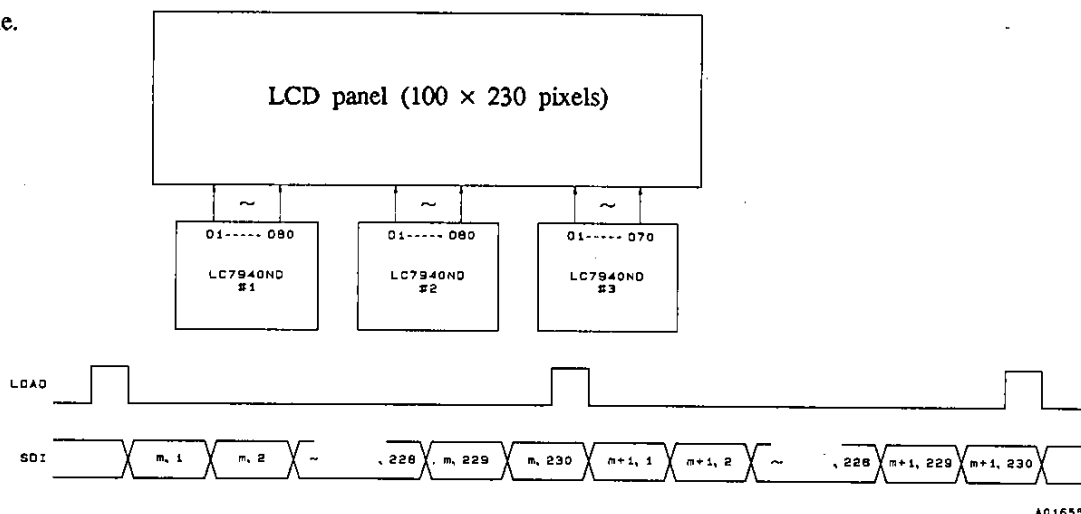 e.
LCD panel (100 × 230 pixels)
~ ~ ~
O1----- O80 O1----- O80 O1----- O70
LC7940ND LC7940ND LC7940ND
#1 #2 #3
LOAD
SDI m, 1 m, 2 ~ , 228 m, 229 m, 230 m+1, 1 m+1, 2 ~ , 228 m+1, 229 m+1, 230